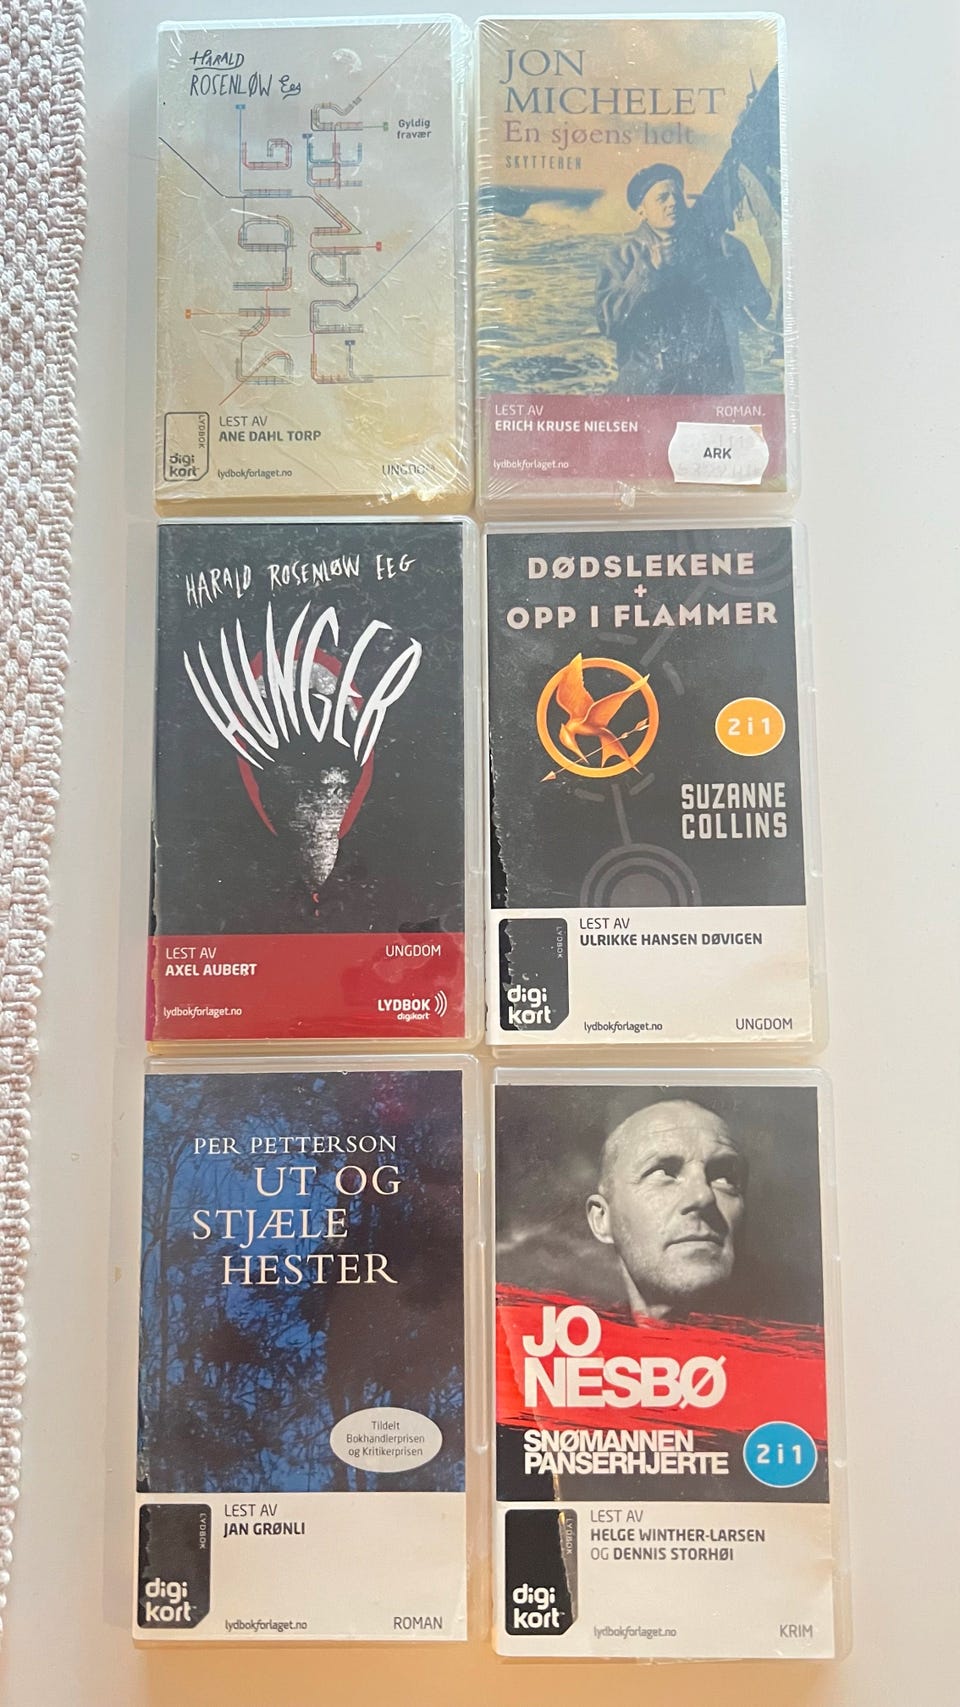 HARALD
ROSENLØW Eeg
Gyldig
fravær
GYLDIG
FRAVÆR
LEST AV
ANE DAHL TORP
LYDBOK
digi
kort
lydbokforlaget.no
UNGDOM
JON
MICHELET
En sjøens helt
SKYTTEREN
LEST AV
ERICH KRUSE NIELSEN
ROMAN
lydbokforlaget.no
ARK
HARALD ROSENLØW EEG
HUNGER
LEST AV
AXEL AUBERT
UNGDOM
lydbokforlaget.no
LYDBOK
digikort
DØDSLEKENE
+
OPP I FLAMMER
2 i 1
SUZANNE
COLLINS
LEST AV
ULRIKKE HANSEN DØVIGEN
LYDBOK
digi
kort
lydbokforlaget.no
UNGDOM
PER PETTERSON
UT OG
STJÆLE
HESTER
Tildelt
Bokhandlerprisen
og Kritikerprisen
LEST AV
JAN GRØNLI
LYDBOK
digi
kort
lydbokforlaget.no
ROMAN
JO
NESBØ
SNØMANNEN
PANSERHJERTE
2 i 1
LEST AV
HELGE WINTHER-LARSEN
OG DENNIS STORHØI
LYDBOK
digi
kort
lydbokforlaget.no
KRIM